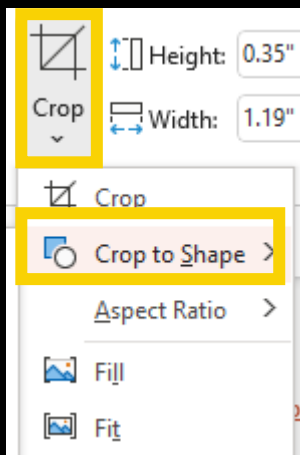 Height: 0.35"
Crop
Width: 1.19"
Crop
Crop to Shape
Aspect Ratio
Fill
Fit